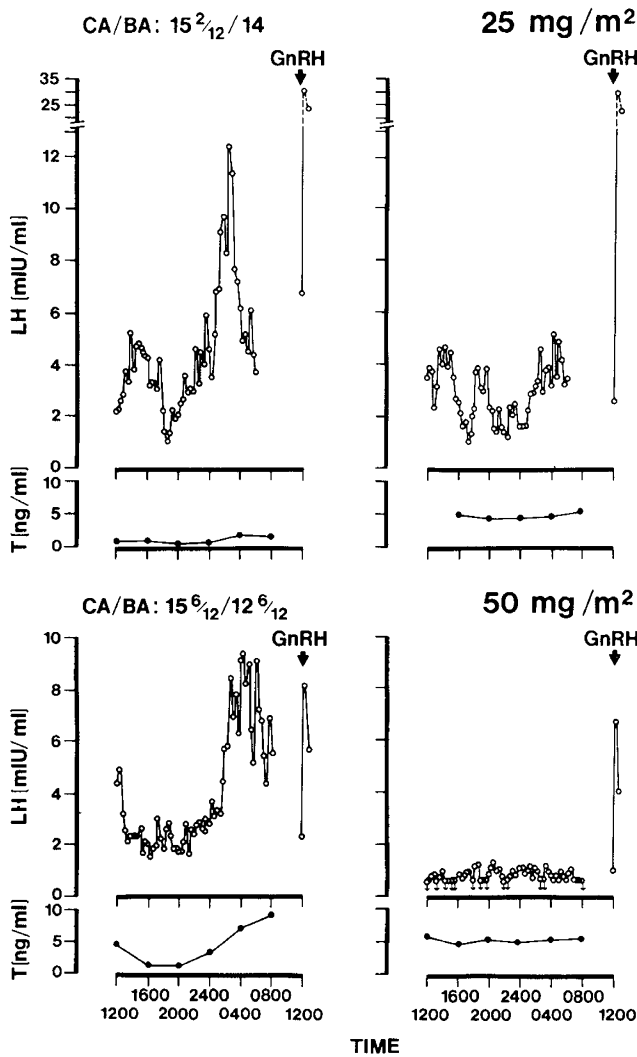 CA/BA: 15 2/12 / 14
25 mg/m²
GnRH
GnRH
35
25
12
10
8
6
4
2
0
LH [mIU/ml]
10
5
0
T [ng/ml]
CA/BA: 15 6/12 / 12 6/12
50 mg/m²
GnRH
GnRH
10
8
6
4
2
0
LH [mIU/ml]
10
5
0
T [ng/ml]
1600 2400 0800 1600 2400 0800
1200 2000 0400 1200 1200 2000 0400 1200
TIME